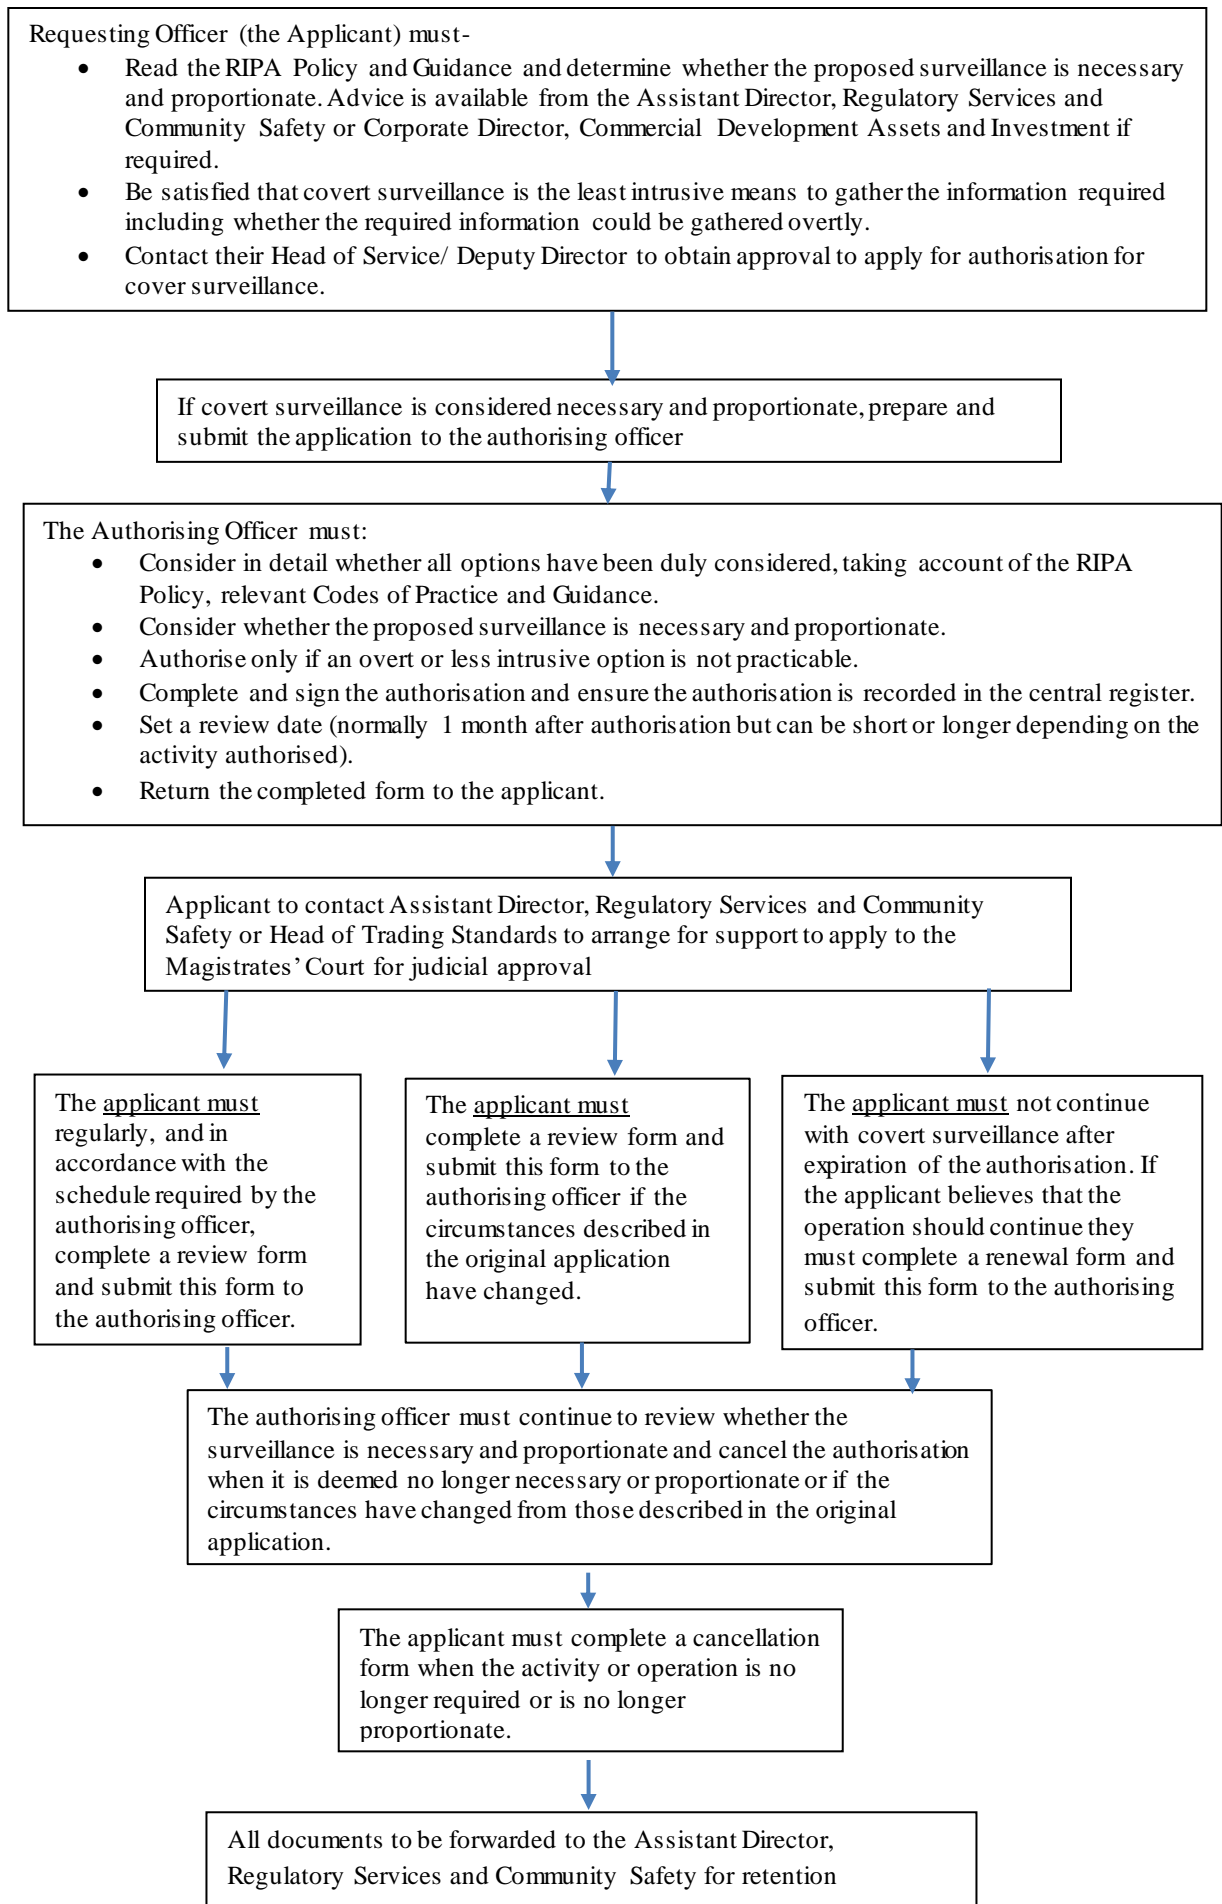 Requesting Officer (the Applicant) must-
• Read the RIPA Policy and Guidance and determine whether the proposed surveillance is necessary
and proportionate. Advice is available from the Assistant Director, Regulatory Services and
Community Safety or Corporate Director, Commercial Development Assets and Investment if
required.
• Be satisfied that covert surveillance is the least intrusive means to gather the information required
including whether the required information could be gathered overtly.
• Contact their Head of Service/ Deputy Director to obtain approval to apply for authorisation for
cover surveillance.
If covert surveillance is considered necessary and proportionate, prepare and
submit the application to the authorising officer
The Authorising Officer must:
• Consider in detail whether all options have been duly considered, taking account of the RIPA
Policy, relevant Codes of Practice and Guidance.
• Consider whether the proposed surveillance is necessary and proportionate.
• Authorise only if an overt or less intrusive option is not practicable.
• Complete and sign the authorisation and ensure the authorisation is recorded in the central register.
• Set a review date (normally 1 month after authorisation but can be short or longer depending on the
activity authorised).
• Return the completed form to the applicant.
Applicant to contact Assistant Director, Regulatory Services and Community
Safety or Head of Trading Standards to arrange for support to apply to the
Magistrates' Court for judicial approval
The applicant must
regularly, and in
accordance with the
schedule required by the
authorising officer,
complete a review form
and submit this form to
the authorising officer.
The applicant must
complete a review form and
submit this form to the
authorising officer if the
circumstances described in
the original application
have changed.
The applicant must not continue
with covert surveillance after
expiration of the authorisation. If
the applicant believes that the
operation should continue they
must complete a renewal form and
submit this form to the authorising
officer.
The authorising officer must continue to review whether the
surveillance is necessary and proportionate and cancel the authorisation
when it is deemed no longer necessary or proportionate or if the
circumstances have changed from those described in the original
application.
The applicant must complete a cancellation
form when the activity or operation is no
longer required or is no longer
proportionate.
All documents to be forwarded to the Assistant Director,
Regulatory Services and Community Safety for retention